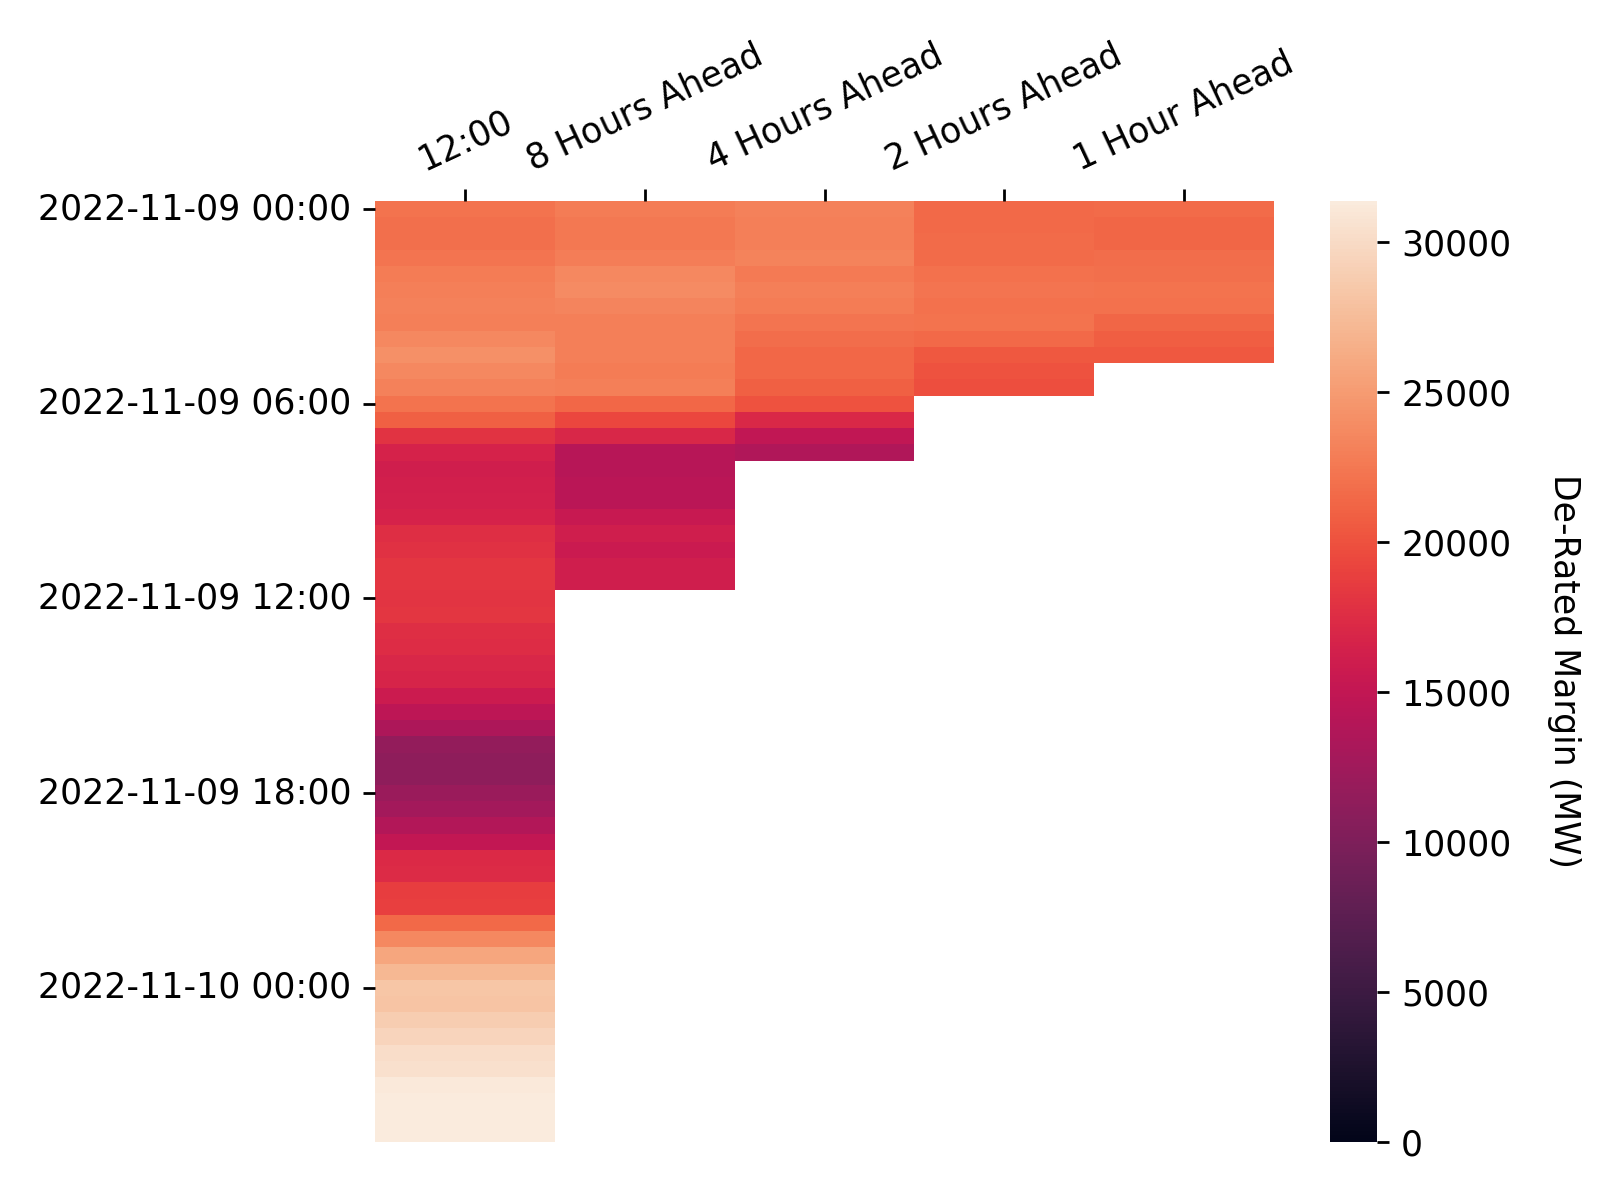 12:00
8 Hours Ahead
4 Hours Ahead
2 Hours Ahead
1 Hour Ahead
2022-11-09 00:00
2022-11-09 06:00
2022-11-09 12:00
2022-11-09 18:00
2022-11-10 00:00
30000
25000
20000
15000
10000
5000
0
De-Rated Margin (MW)